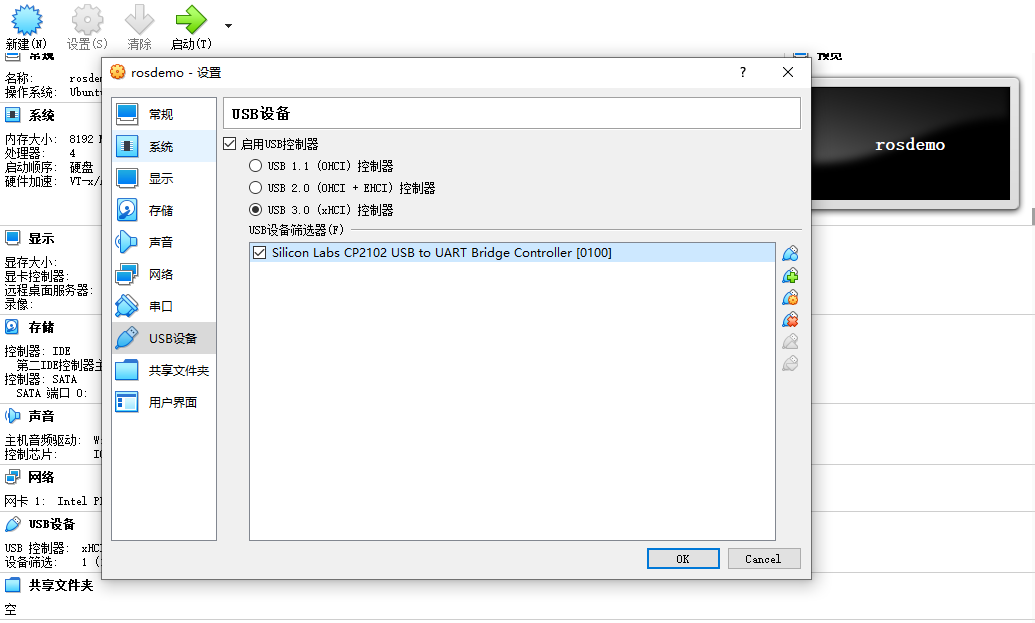 新建(N)
设置(S)
清除
启动(T)
常规
名称: rosdemo
操作系统: Ubuntu
系统
内存大小: 8192
处理器: 4
启动顺序: 硬盘
硬件加速: VT-x/
显示
显存大小:
显卡控制器:
远程桌面服务器:
录像:
存储
控制器: IDE
第二IDE控制器主
控制器: SATA
SATA 端口 0:
声音
主机音频驱动:
控制芯片:
网络
网卡 1: Intel
USB设备
USB 控制器: xHCI
设备筛选: 1 (
共享文件夹
空
rosdemo - 设置
?
常规
系统
显示
存储
声音
网络
串口
USB设备
共享文件夹
用户界面
USB设备
启用USB控制器
USB 1.1 (OHCI) 控制器
USB 2.0 (OHCI + EHCI) 控制器
USB 3.0 (xHCI) 控制器
USB设备筛选器(F)
Silicon Labs CP2102 USB to UART Bridge Controller [0100]
OK
Cancel
预览
rosdemo